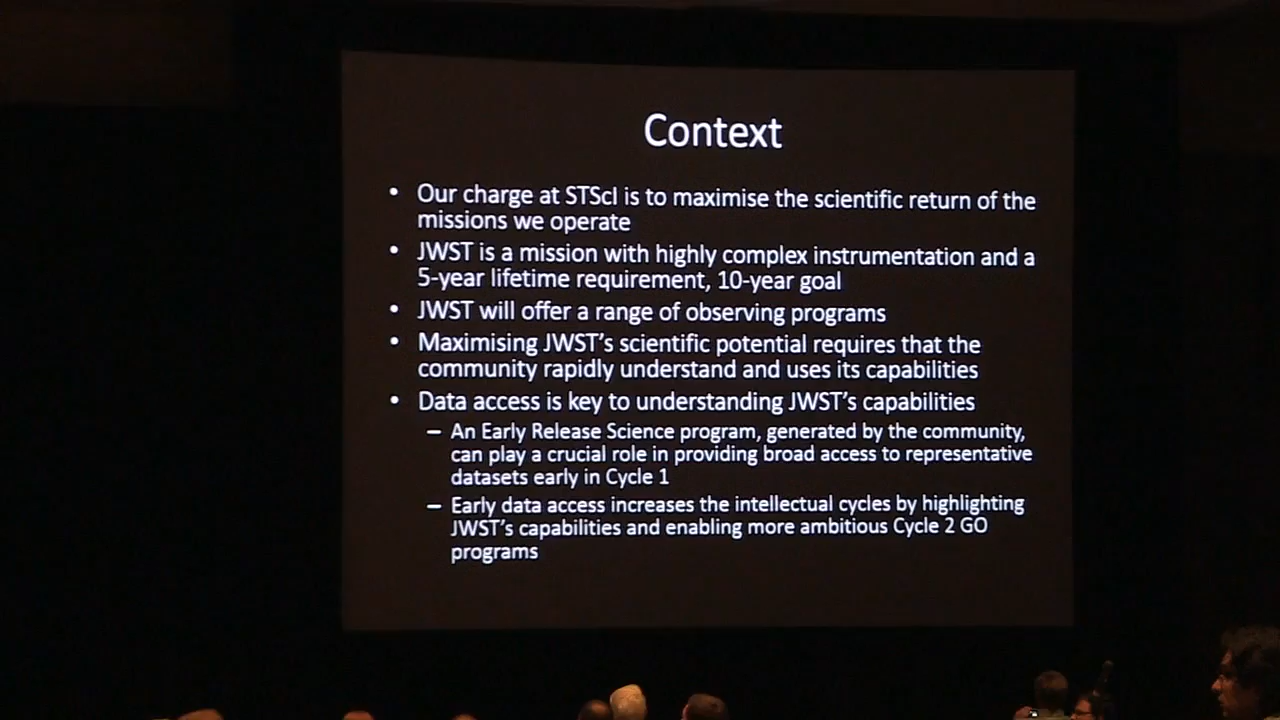 Context
• Our charge at STScI is to maximise the scientific return of the
missions we operate
• JWST is a mission with highly complex instrumentation and a
5-year lifetime requirement, 10-year goal
• JWST will offer a range of observing programs
• Maximising JWST's scientific potential requires that the
community rapidly understand and uses its capabilities
• Data access is key to understanding JWST's capabilities
– An Early Release Science program, generated by the community,
can play a crucial role in providing broad access to representative
datasets early in Cycle 1
– Early data access increases the intellectual cycles by highlighting
JWST's capabilities and enabling more ambitious Cycle 2 GO
programs